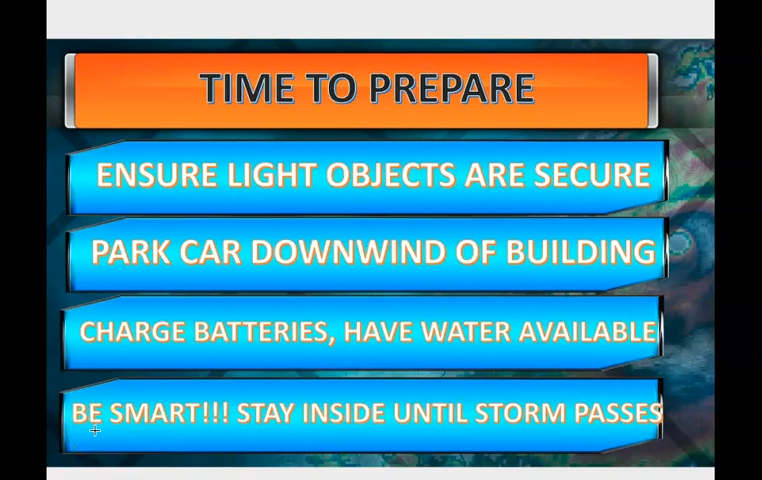 TIME TO PREPARE
ENSURE LIGHT OBJECTS ARE SECURE
PARK CAR DOWNWIND OF BUILDING
CHARGE BATTERIES, HAVE WATER AVAILABLE
BE SMART!!! STAY INSIDE UNTIL STORM PASSES